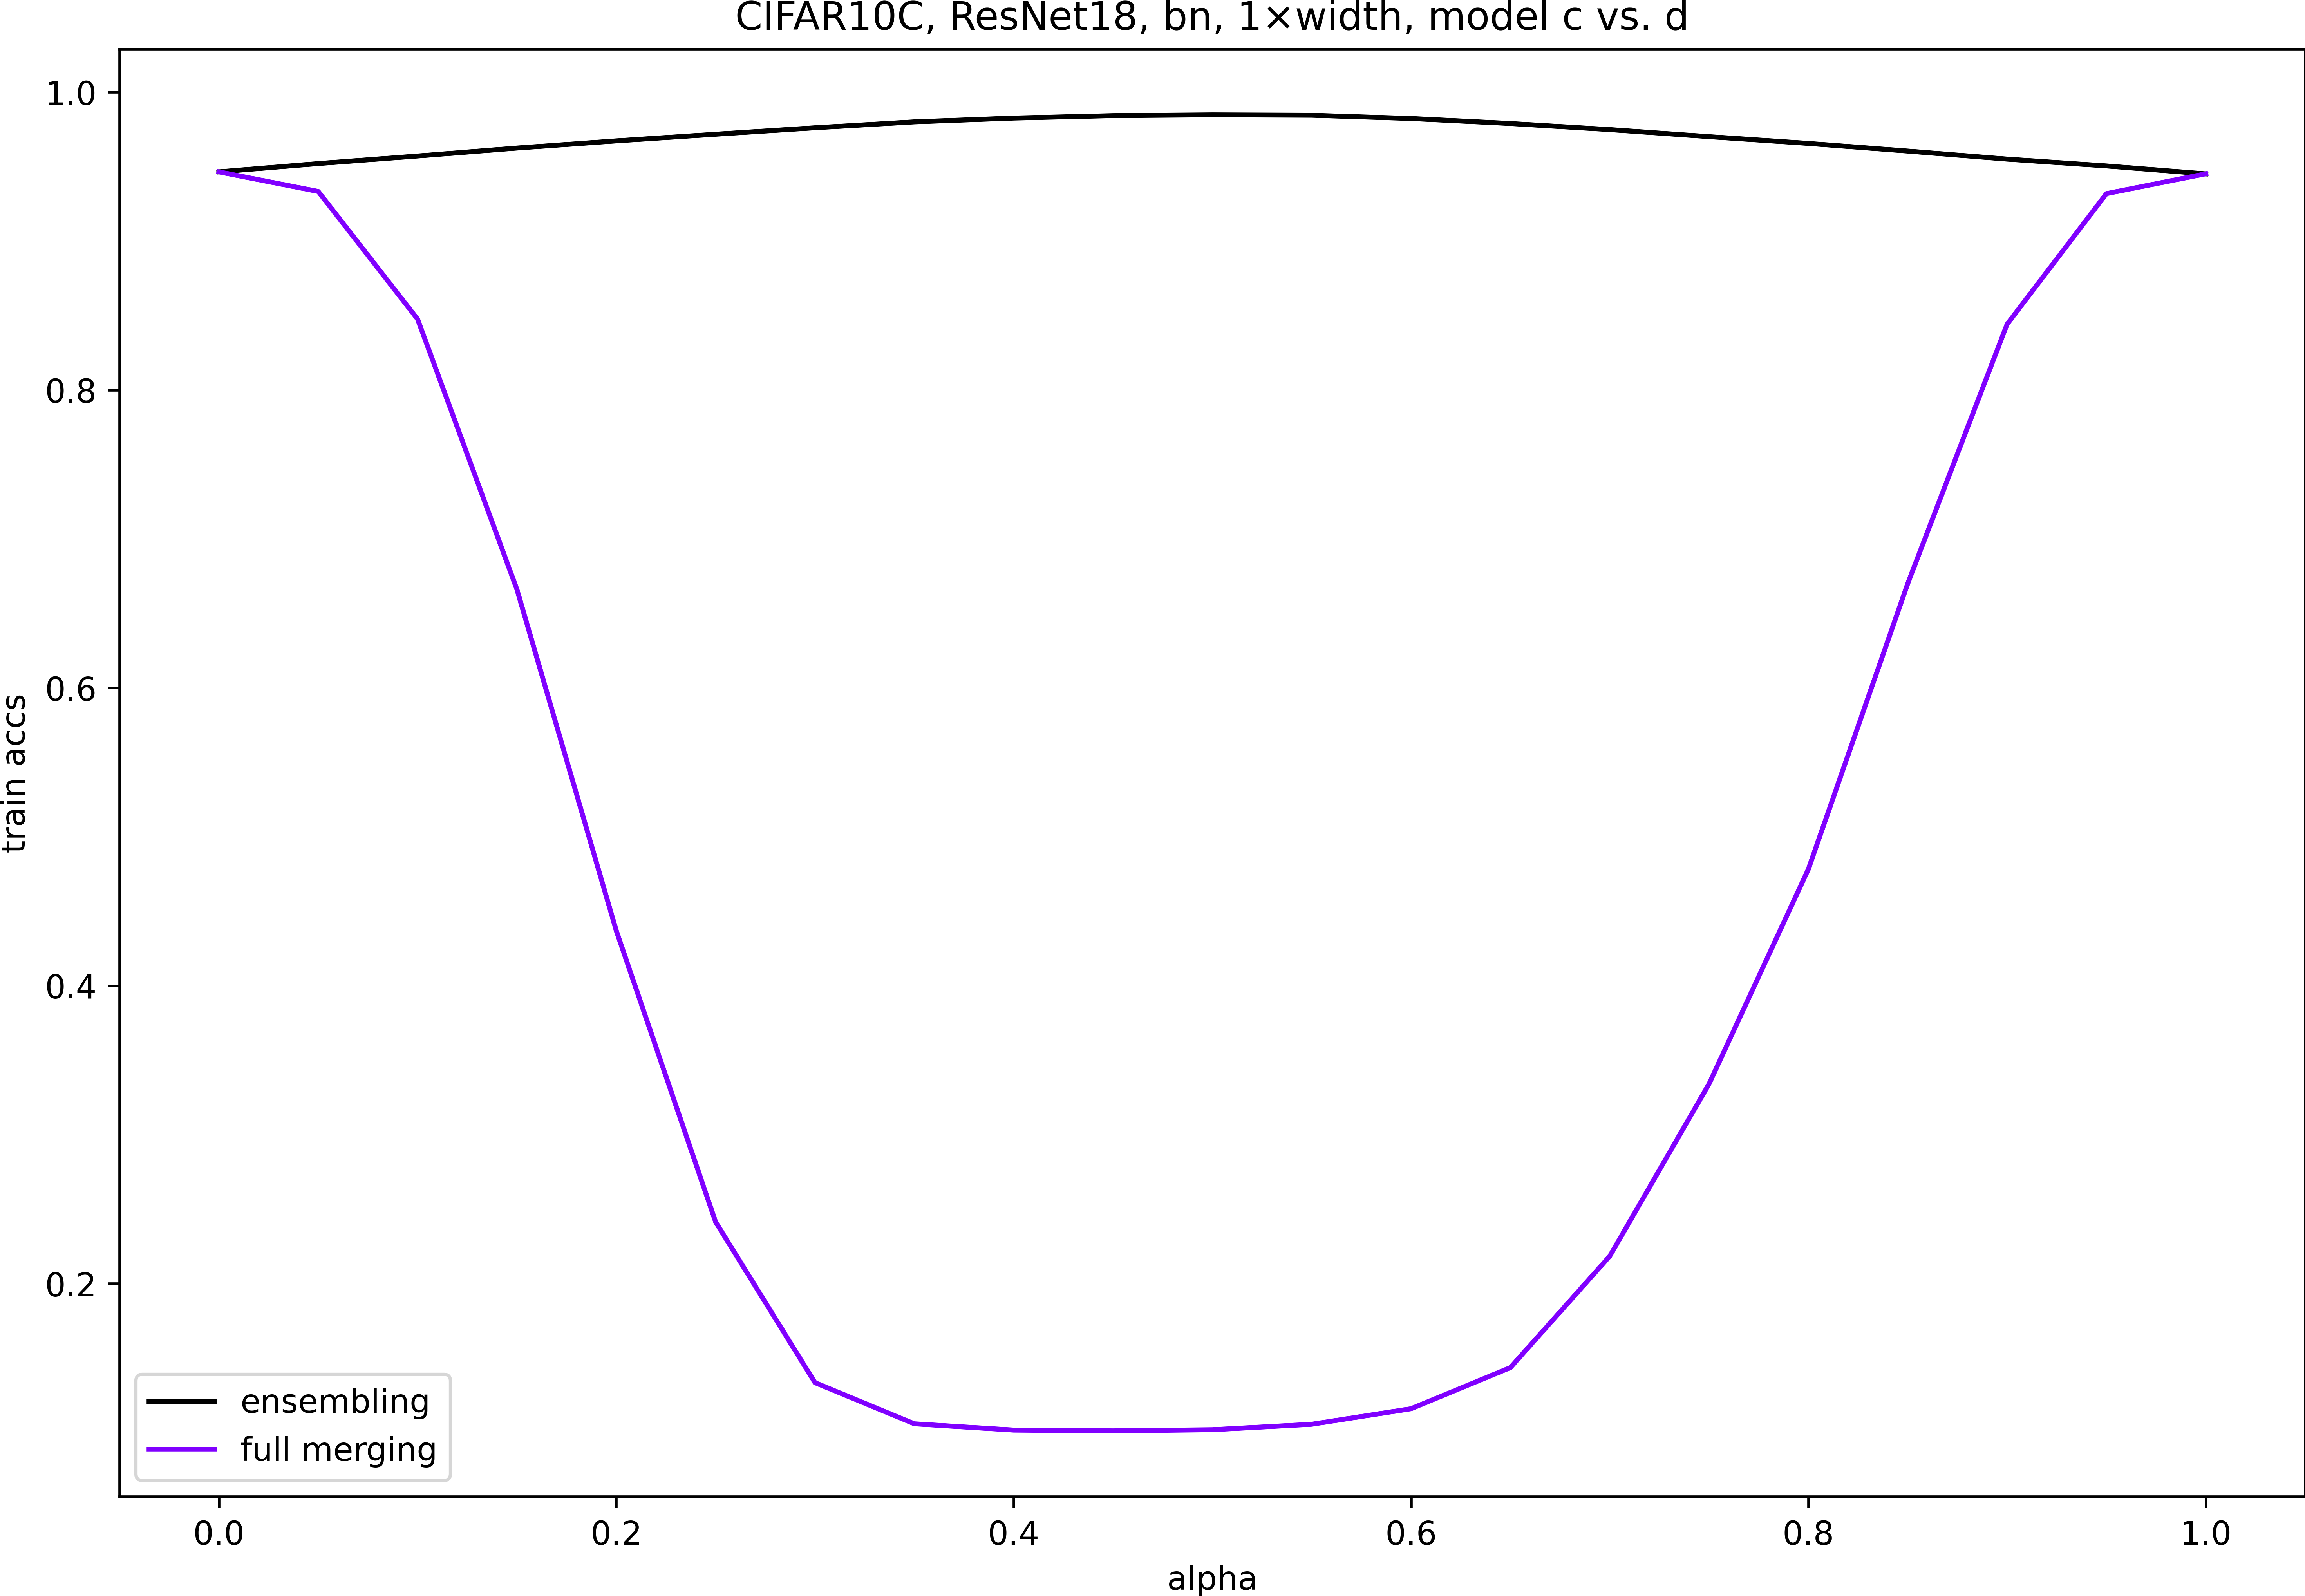 CIFAR10C, ResNet18, bn, 1×width, model c vs. d
1.0
0.8
0.6
0.4
0.2
train accs
ensembling
full merging
0.0
0.2
0.4
0.6
0.8
1.0
alpha